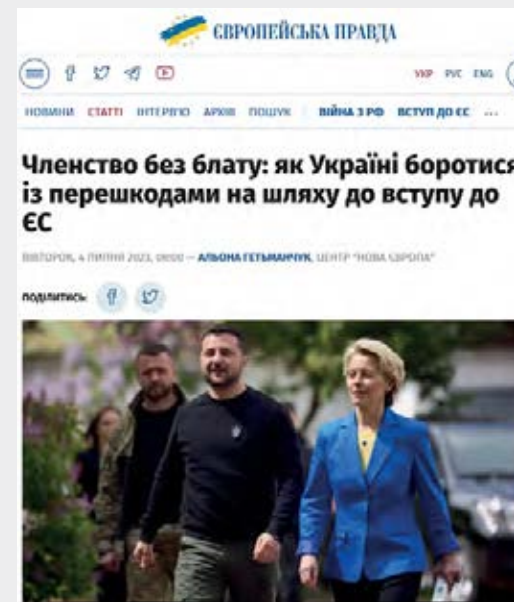 ЄВРОПЕЙСЬКА ПРАВДА
УКР РУС ENG
НОВИНИ СТАТТІ ІНТЕРВ'Ю АРХІВ ПОШУК ВІЙНА З РФ ВСТУП ДО ЄС ...
Членство без блату: як Україні боротися
із перешкодами на шляху до вступу до
ЄС
ВІВТОРОК, 4 ЛИПНЯ 2023, 08:00 — АЛЬОНА ГЕТЬМАНЧУК, ЦЕНТР "НОВА ЄВРОПА"
ПОДІЛИТИСЬ: